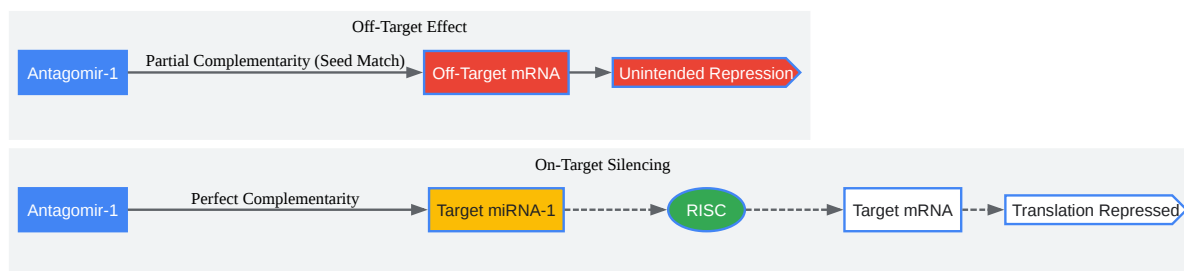 Off-Target Effect
Antagomir-1
Partial Complementarity (Seed Match)
Off-Target mRNA
Unintended Repression
On-Target Silencing
Antagomir-1
Perfect Complementarity
Target miRNA-1
RISC
Target mRNA
Translation Repressed